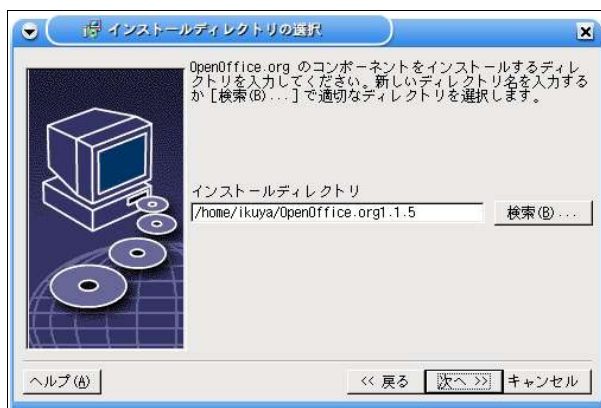 インストールディレクトリの選択
OpenOffice.org のコンポーネントをインストールするディレ
クトリを入力してください。新しいディレクトリ名を入力する
か [検索(B)...] で適切なディレクトリを選択します。
インストールディレクトリ
/home/ikuya/OpenOffice.org1.1.5
検索(B)...
ヘルプ(A)
<< 戻る
次へ >>
キャンセル